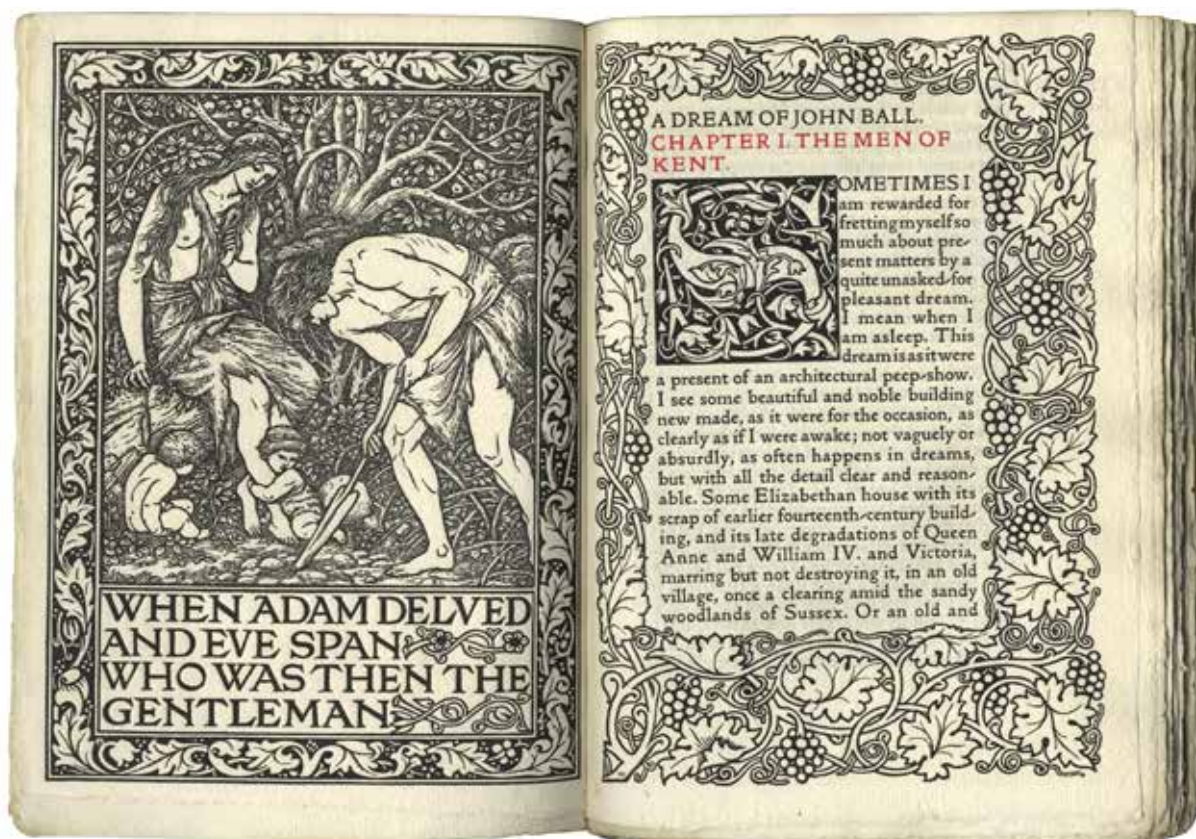 WHEN ADAM DELVED
AND EVE SPAN
WHO WAS THEN THE
GENTLEMAN
A DREAM OF JOHN BALL.
CHAPTER I. THE MEN OF
KENT.
SOMETIMES I
am rewarded for
fretting myself so
much about pre-
sent matters by a
quite unasked-for
pleasant dream.
I mean when I
am asleep. This
dream is as it were
a present of an architectural peep-show.
I see some beautiful and noble building
new made, as it were for the occasion, as
clearly as if I were awake; not vaguely or
absurdly, as often happens in dreams,
but with all the detail clear and reason-
able. Some Elizabethan house with its
scrap of earlier fourteenth-century build-
ing, and its late degradations of Queen
Anne and William IV. and Victoria,
marring but not destroying it, in an old
village, once a clearing amid the sandy
woodlands of Sussex. Or an old and